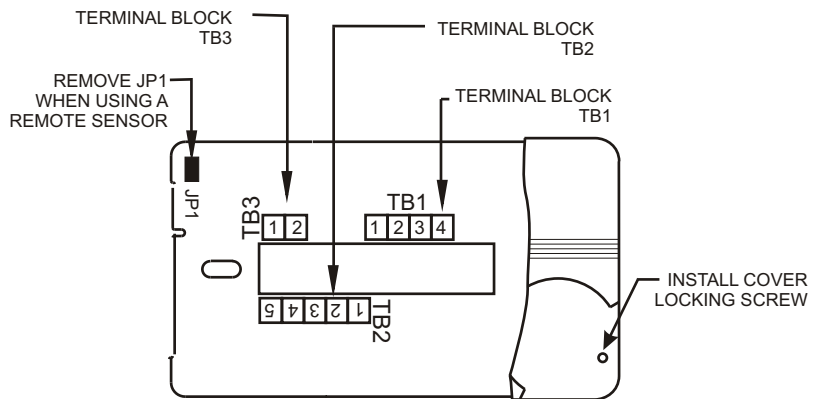 TERMINAL BLOCK
TB3
TERMINAL BLOCK
TB2
REMOVE JP1
WHEN USING A
REMOTE SENSOR
TERMINAL BLOCK
TB1
JP1
TB3
1 2
TB1
1 2 3 4
5 4 3 2 1
TB2
INSTALL COVER
LOCKING SCREW